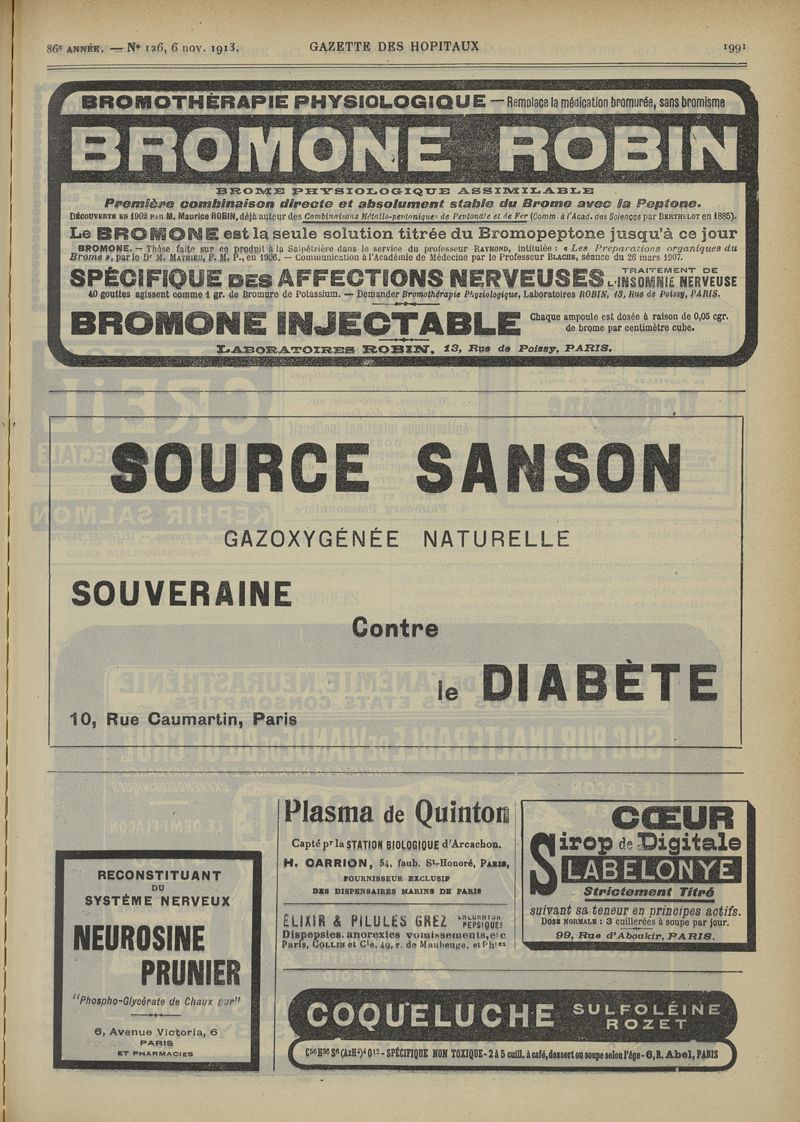 86e ANNÉE. — No 126, 6 nov. 1913.
GAZETTE DES HOPITAUX
1991
BROMOTHÉRAPIE PHYSIOLOGIQUE — Remplace la médication bromurée, sans bromisme
BROMONE ROBIN
BROME PHYSIOLOGIQUE ASSIMILABLE
Première combinaison directe et absolument stable du Brome avec la Peptone.
DÉCOUVERTE EN 1902 PAR M. Maurice ROBIN, déjà auteur des Combinaisons Métallo-peptoniques de Peptonate et de Fer (Comm. à l'Acad. des Sciences par BERTHELOT en 1885).
Le BROMONE est la seule solution titrée du Bromopeptone jusqu'à ce jour
BROMONE. — Thèse faite sur ce produit à la Salpêtrière dans le service du professeur RAYMOND, intitulée : « Les Préparations organiques du
Brome », par le Dr M. MATHIEU, F. M. P., en 1906. — Communication à l'Académie de Médecine par le Professeur BLACHE, séance du 26 mars 1907.
SPÉCIFIQUE DES AFFECTIONS NERVEUSES
TRAITEMENT DE
L'INSOMNIE NERVEUSE
40 gouttes agissent comme 1 gr. de Bromure de Potassium. — Demander Bromothérapie Physiologique, Laboratoires ROBIN, 13, Rue de Poissy, PARIS.
BROMONE INJECTABLE
Chaque ampoule est dosée à raison de 0,05 cgr.
de brome par centimètre cube.
LABORATOIRES ROBIN, 13, Rue de Poissy, PARIS.
SOURCE SANSON
GAZOXYGÉNÉE NATURELLE
SOUVERAINE
Contre
le DIABÈTE
10, Rue Caumartin, Paris
RECONSTITUANT
DU
SYSTÈME NERVEUX
NEUROSINE
PRUNIER
"Phospho-Glycérate de Chaux pur"
6, Avenue Victoria, 6
PARIS
ET PHARMACIES
Plasma de Quinton
Capté pr la STATION BIOLOGIQUE d'Arcachon.
H. CARRION, 54, faub. St-Honoré, PARIS,
FOURNISSEUR EXCLUSIF
DES DISPENSAIRES MARINS DE PARIS
ÉLIXIR & PILULES GREZ
PEPSIQUES
Dispepsies, anorexies vomissements, etc
Paris, COLLIN et Cie, 49, r. de Maubeuge, et Phies
CŒUR
Sirop de Digitale
LABELONYE
Strictement Titré
suivant sa teneur en principes actifs.
DOSE NORMALE : 3 cuillerées à soupe par jour.
99, Rue d'Aboukir, PARIS.
COQUELUCHE
SULFOLÉINE
ROZET
SPÉCIFIQUE NON TOXIQUE - 2 à 5 cuill. à café, dessert ou soupe selon l'âge - 6, R. Abel, PARIS